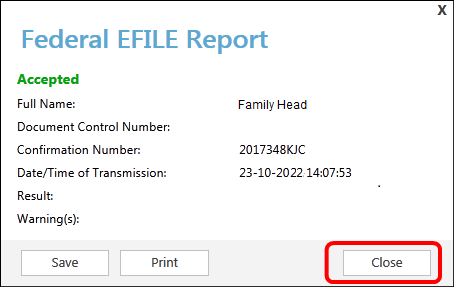 X
Federal EFILE Report
Accepted
Full Name: Family Head
Document Control Number:
Confirmation Number: 2017348KJC
Date/Time of Transmission: 23-10-2022 14:07:53
Result:
Warning(s):
Save Print Close